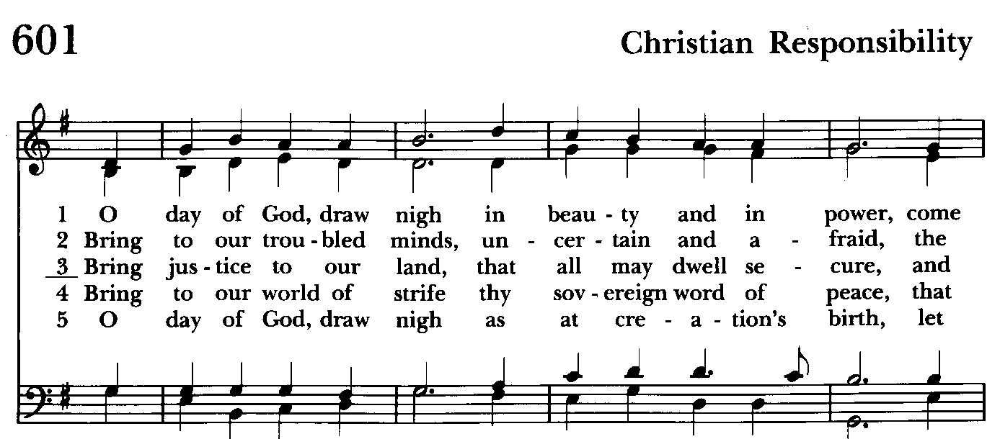 601 Christian Responsibility
1 O day of God, draw nigh in beau - ty and in power, come
2 Bring to our trou - bled minds, un - cer - tain and a - fraid, the
3 Bring jus - tice to our land, that all may dwell se - cure, and
4 Bring to our world of strife thy sov - ereign word of peace, that
5 O day of God, draw nigh as at cre - a - tion's birth, let